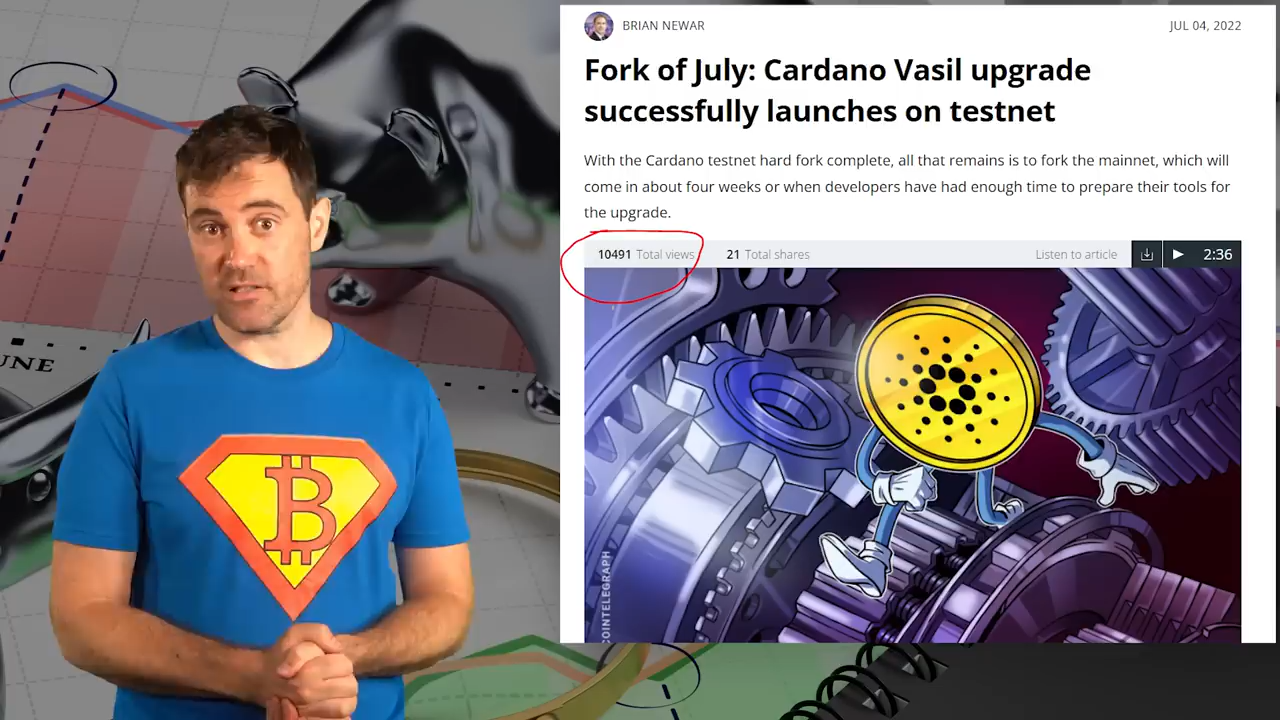 BRIAN NEWAR
JUL 04, 2022
Fork of July: Cardano Vasil upgrade
successfully launches on testnet
With the Cardano testnet hard fork complete, all that remains is to fork the mainnet, which will
come in about four weeks or when developers have had enough time to prepare their tools for
the upgrade.
10491 Total views
21 Total shares
Listen to article
2:36
UNE
B
COINTELEGRAPH